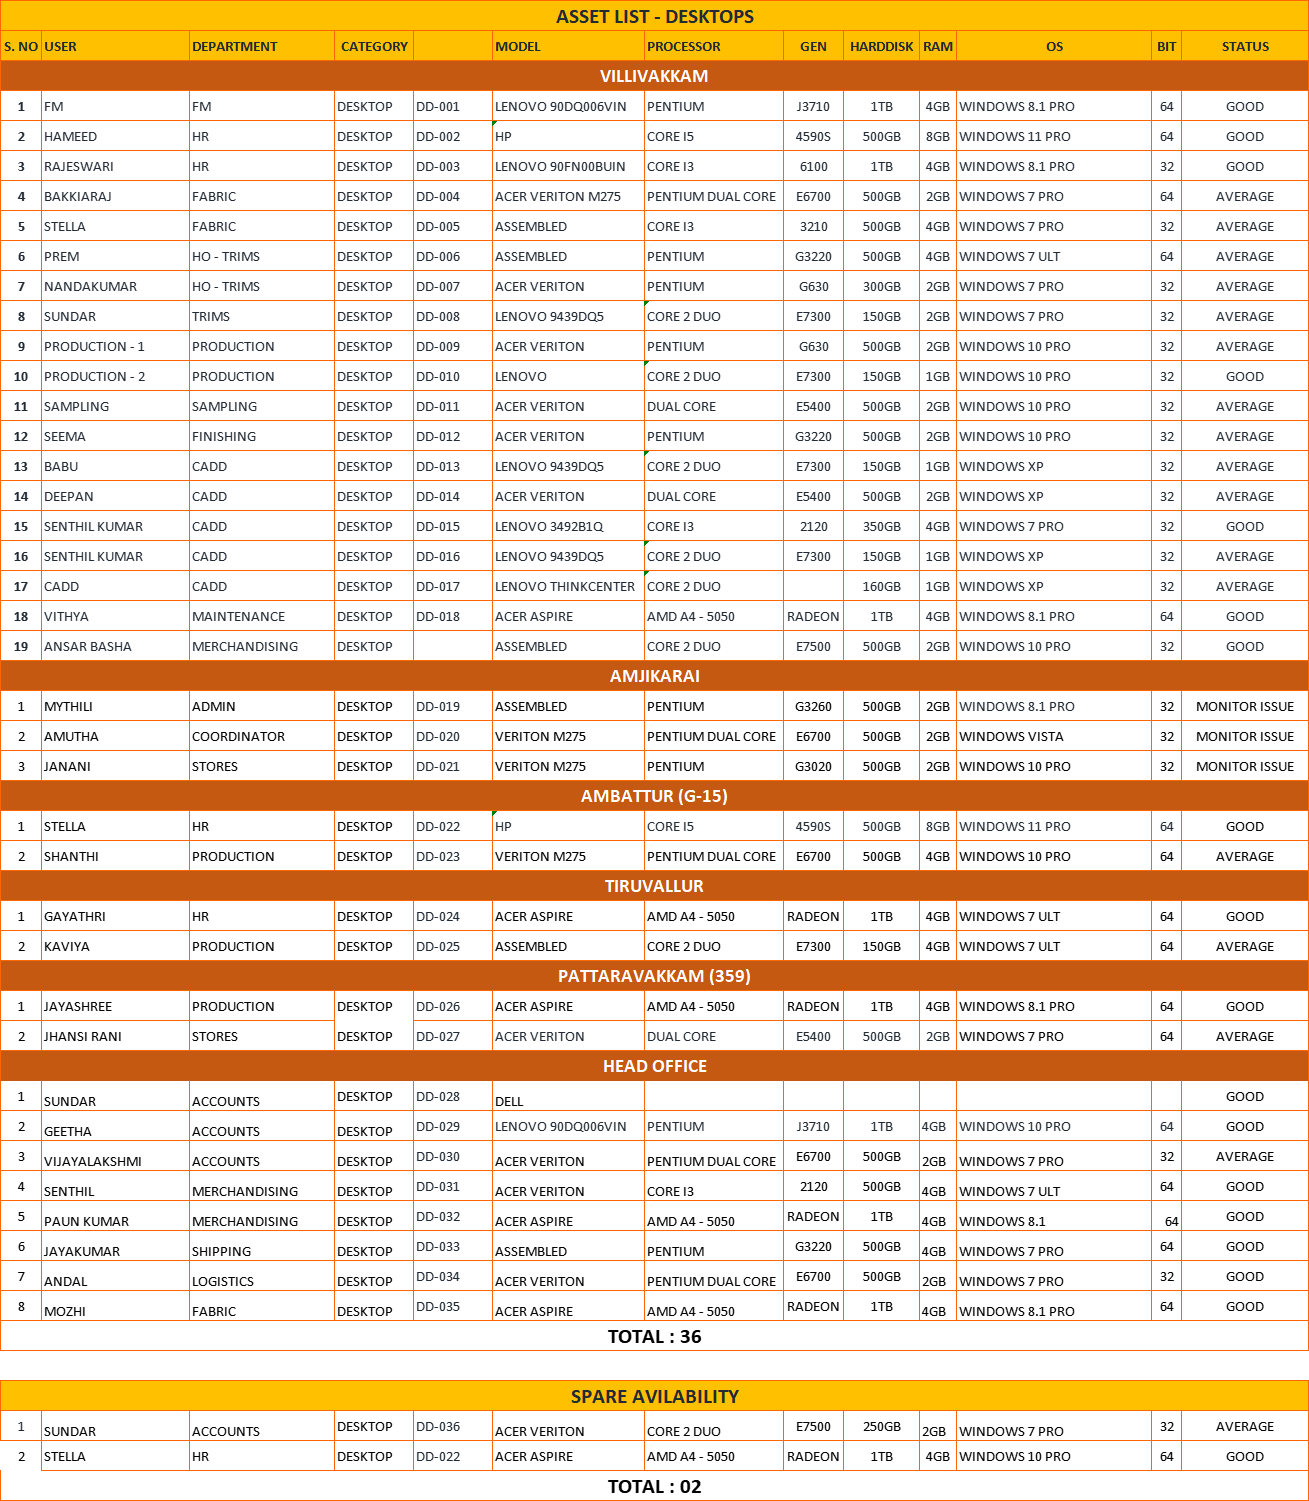 ASSET LIST - DESKTOPS
S. NO USER DEPARTMENT CATEGORY MODEL PROCESSOR GEN HARDDISK RAM OS BIT STATUS
VILLIVAKKAM
1 FM FM DESKTOP DD-001 LENOVO 90DQ006VIN PENTIUM J3710 1TB 4GB WINDOWS 8.1 PRO 64 GOOD
2 HAMEED HR DESKTOP DD-002 HP CORE I5 4590S 500GB 8GB WINDOWS 11 PRO 64 GOOD
3 RAJESWARI HR DESKTOP DD-003 LENOVO 90FN00BUIN CORE I3 6100 1TB 4GB WINDOWS 8.1 PRO 32 GOOD
4 BAKKIARAJ FABRIC DESKTOP DD-004 ACER VERITON M275 PENTIUM DUAL CORE E6700 500GB 2GB WINDOWS 7 PRO 64 AVERAGE
5 STELLA FABRIC DESKTOP DD-005 ASSEMBLED CORE I3 3210 500GB 4GB WINDOWS 7 PRO 32 AVERAGE
6 PREM HO - TRIMS DESKTOP DD-006 ASSEMBLED PENTIUM G3220 500GB 4GB WINDOWS 7 ULT 64 AVERAGE
7 NANDAKUMAR HO - TRIMS DESKTOP DD-007 ACER VERITON PENTIUM G630 300GB 2GB WINDOWS 7 PRO 32 AVERAGE
8 SUNDAR TRIMS DESKTOP DD-008 LENOVO 9439DQ5 CORE 2 DUO E7300 150GB 2GB WINDOWS 7 PRO 32 AVERAGE
9 PRODUCTION - 1 PRODUCTION DESKTOP DD-009 ACER VERITON PENTIUM G630 500GB 2GB WINDOWS 10 PRO 32 AVERAGE
10 PRODUCTION - 2 PRODUCTION DESKTOP DD-010 LENOVO CORE 2 DUO E7300 150GB 1GB WINDOWS 10 PRO 32 GOOD
11 SAMPLING SAMPLING DESKTOP DD-011 ACER VERITON DUAL CORE E5400 500GB 2GB WINDOWS 10 PRO 32 AVERAGE
12 SEEMA FINISHING DESKTOP DD-012 ACER VERITON PENTIUM G3220 500GB 2GB WINDOWS 10 PRO 32 AVERAGE
13 BABU CADD DESKTOP DD-013 LENOVO 9439DQ5 CORE 2 DUO E7300 150GB 1GB WINDOWS XP 32 AVERAGE
14 DEEPAN CADD DESKTOP DD-014 ACER VERITON DUAL CORE E5400 500GB 2GB WINDOWS XP 32 AVERAGE
15 SENTHIL KUMAR CADD DESKTOP DD-015 LENOVO 3492B1Q CORE I3 2120 350GB 4GB WINDOWS 7 PRO 32 GOOD
16 SENTHIL KUMAR CADD DESKTOP DD-016 LENOVO 9439DQ5 CORE 2 DUO E7300 150GB 1GB WINDOWS XP 32 AVERAGE
17 CADD CADD DESKTOP DD-017 LENOVO THINKCENTER CORE 2 DUO 160GB 1GB WINDOWS XP 32 AVERAGE
18 VITHYA MAINTENANCE DESKTOP DD-018 ACER ASPIRE AMD A4 - 5050 RADEON 1TB 4GB WINDOWS 8.1 PRO 64 GOOD
19 ANSAR BASHA MERCHANDISING DESKTOP ASSEMBLED CORE 2 DUO E7500 500GB 2GB WINDOWS 10 PRO 32 GOOD
AMJIKARAI
1 MYTHILI ADMIN DESKTOP DD-019 ASSEMBLED PENTIUM G3260 500GB 2GB WINDOWS 8.1 PRO 32 MONITOR ISSUE
2 AMUTHA COORDINATOR DESKTOP DD-020 VERITON M275 PENTIUM DUAL CORE E6700 500GB 2GB WINDOWS VISTA 32 MONITOR ISSUE
3 JANANI STORES DESKTOP DD-021 VERITON M275 PENTIUM G3020 500GB 2GB WINDOWS 10 PRO 32 MONITOR ISSUE
AMBATTUR (G-15)
1 STELLA HR DESKTOP DD-022 HP CORE I5 4590S 500GB 8GB WINDOWS 11 PRO 64 GOOD
2 SHANTHI PRODUCTION DESKTOP DD-023 VERITON M275 PENTIUM DUAL CORE E6700 500GB 4GB WINDOWS 10 PRO 64 AVERAGE
TIRUVALLUR
1 GAYATHRI HR DESKTOP DD-024 ACER ASPIRE AMD A4 - 5050 RADEON 1TB 4GB WINDOWS 7 ULT 64 GOOD
2 KAVIYA PRODUCTION DESKTOP DD-025 ASSEMBLED CORE 2 DUO E7300 150GB 4GB WINDOWS 7 ULT 64 AVERAGE
PATTARAVAKKAM (359)
1 JAYASHREE PRODUCTION DESKTOP DD-026 ACER ASPIRE AMD A4 - 5050 RADEON 1TB 4GB WINDOWS 8.1 PRO 64 GOOD
2 JHANSI RANI STORES DESKTOP DD-027 ACER VERITON DUAL CORE E5400 500GB 2GB WINDOWS 7 PRO 64 AVERAGE
HEAD OFFICE
1 SUNDAR ACCOUNTS DESKTOP DD-028 DELL GOOD
2 GEETHA ACCOUNTS DESKTOP DD-029 LENOVO 90DQ006VIN PENTIUM J3710 1TB 4GB WINDOWS 10 PRO 64 GOOD
3 VIJAYALAKSHMI ACCOUNTS DESKTOP DD-030 ACER VERITON PENTIUM DUAL CORE E6700 500GB 2GB WINDOWS 7 PRO 32 AVERAGE
4 SENTHIL MERCHANDISING DESKTOP DD-031 ACER VERITON CORE I3 2120 500GB 4GB WINDOWS 7 ULT 64 GOOD
5 PAUN KUMAR MERCHANDISING DESKTOP DD-032 ACER ASPIRE AMD A4 - 5050 RADEON 1TB 4GB WINDOWS 8.1 64 GOOD
6 JAYAKUMAR SHIPPING DESKTOP DD-033 ASSEMBLED PENTIUM G3220 500GB 4GB WINDOWS 7 PRO 64 GOOD
7 ANDAL LOGISTICS DESKTOP DD-034 ACER VERITON PENTIUM DUAL CORE E6700 500GB 2GB WINDOWS 7 PRO 32 GOOD
8 MOZHI FABRIC DESKTOP DD-035 ACER ASPIRE AMD A4 - 5050 RADEON 1TB 4GB WINDOWS 8.1 PRO 64 GOOD
TOTAL : 36
SPARE AVILABILITY
1 SUNDAR ACCOUNTS DESKTOP DD-036 ACER VERITON CORE 2 DUO E7500 250GB 2GB WINDOWS 7 PRO 32 AVERAGE
2 STELLA HR DESKTOP DD-022 ACER ASPIRE AMD A4 - 5050 RADEON 1TB 4GB WINDOWS 10 PRO 64 GOOD
TOTAL : 02